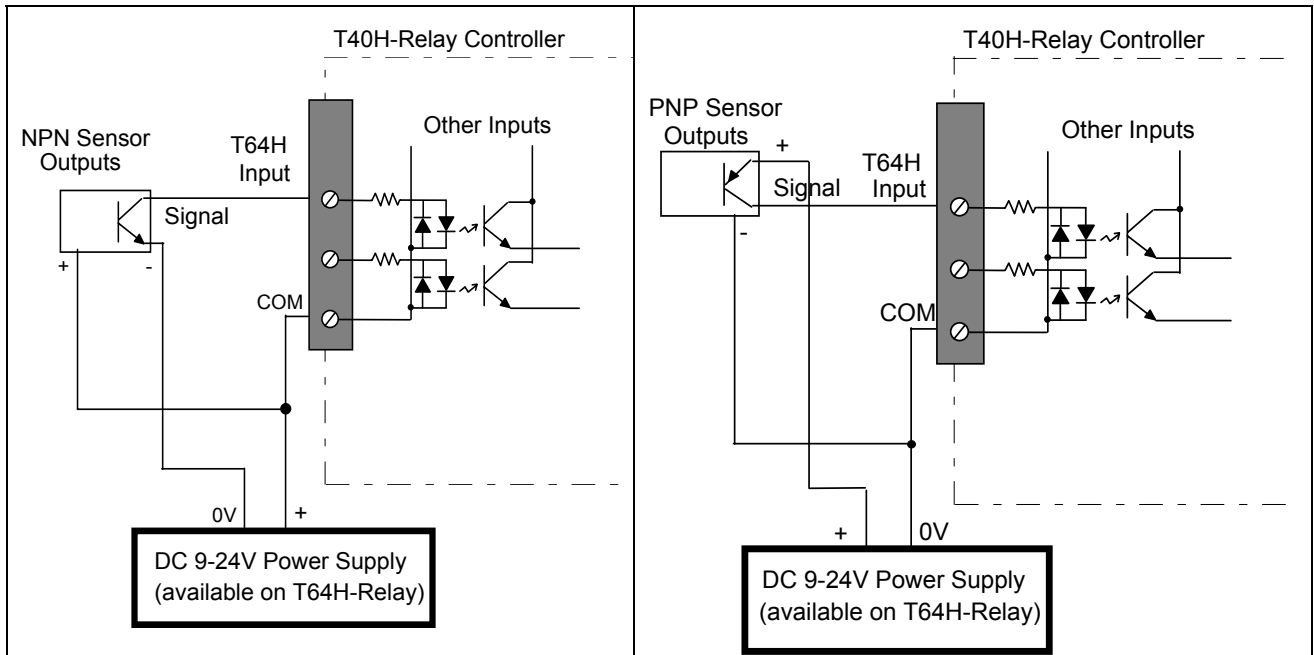 T40H-Relay Controller
NPN Sensor
Outputs
T64H
Input
Other Inputs
Signal
+
-
COM
0V
+
DC 9-24V Power Supply
(available on T64H-Relay)
T40H-Relay Controller
PNP Sensor
Outputs
+
T64H
Input
Other Inputs
Signal
-
COM
+
0V
DC 9-24V Power Supply
(available on T64H-Relay)